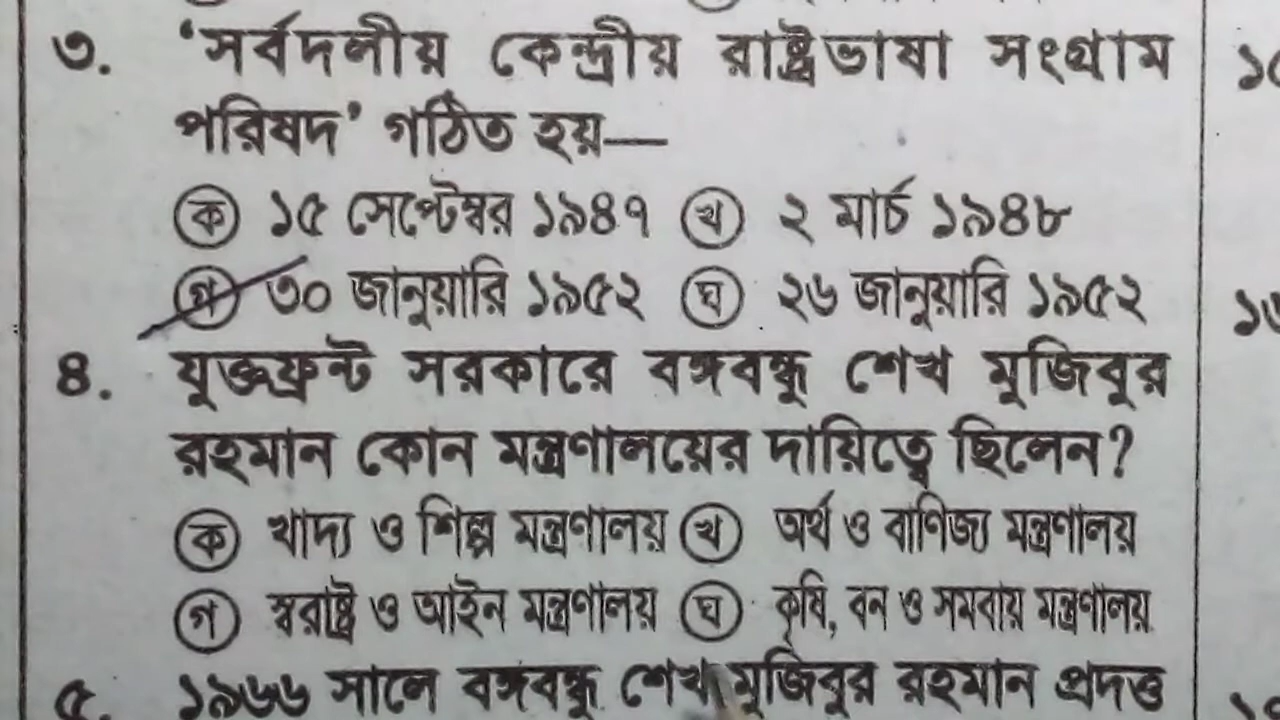 ৩. ‘সর্বদলীয় কেন্দ্রীয় রাষ্ট্রভাষা সংগ্রাম
পরিষদ’ গঠিত হয়—
ক ১৫ সেপ্টেম্বর ১৯৪৭ খ ২ মার্চ ১৯৪৮
গ ৩০ জানুয়ারি ১৯৫২ ঘ ২৬ জানুয়ারি ১৯৫২
৪. যুক্তফ্রন্ট সরকারে বঙ্গবন্ধু শেখ মুজিবুর
রহমান কোন মন্ত্রণালয়ের দায়িত্বে ছিলেন?
ক খাদ্য ও শিল্প মন্ত্রণালয় খ অর্থ ও বাণিজ্য মন্ত্রণালয়
গ স্বরাষ্ট্র ও আইন মন্ত্রণালয় ঘ কৃষি, বন ও সমবায় মন্ত্রণালয়
৫. ১৯৬৬ সালে বঙ্গবন্ধু শেখ মুজিবুর রহমান প্রদত্ত